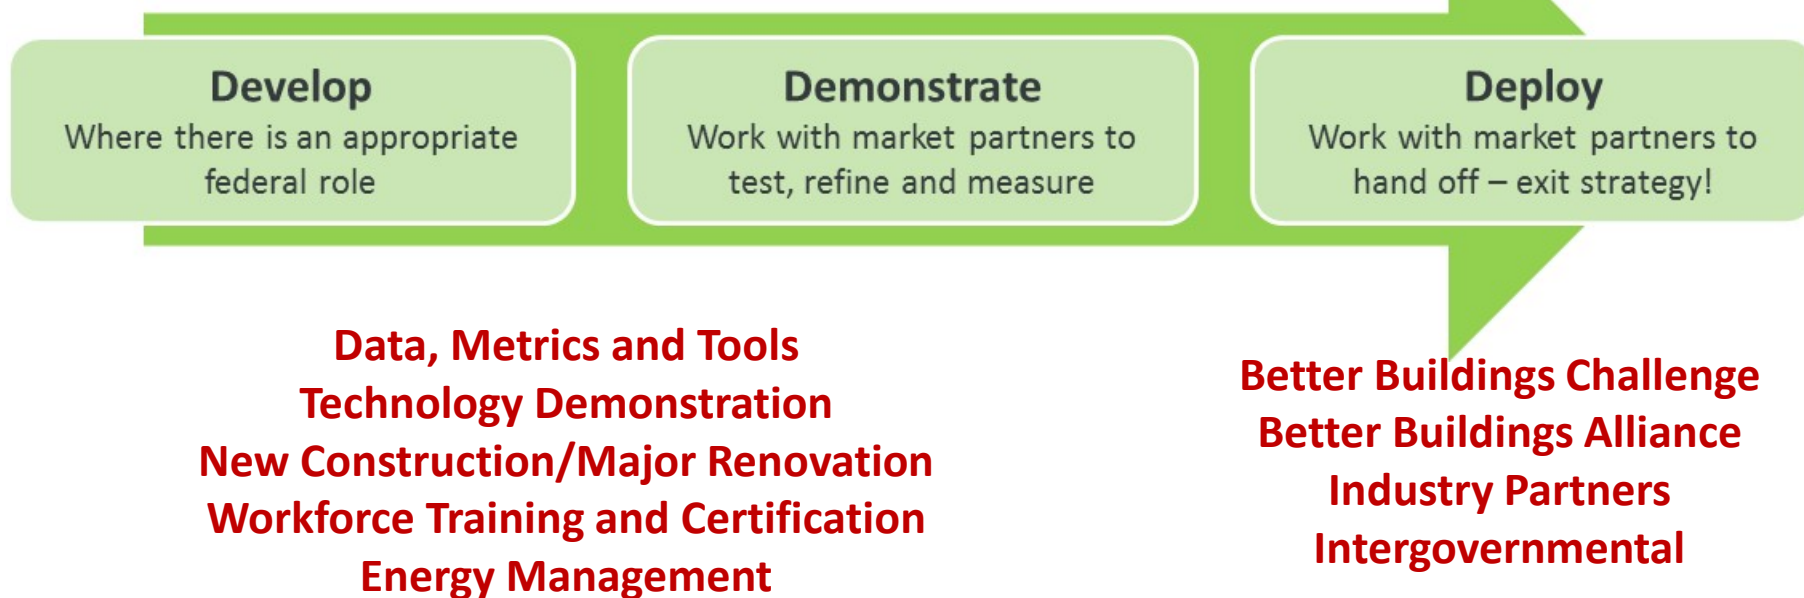 Develop
Where there is an appropriate
federal role
Demonstrate
Work with market partners to
test, refine and measure
Deploy
Work with market partners to
hand off – exit strategy!
Data, Metrics and Tools
Technology Demonstration
New Construction/Major Renovation
Workforce Training and Certification
Energy Management
Better Buildings Challenge
Better Buildings Alliance
Industry Partners
Intergovernmental